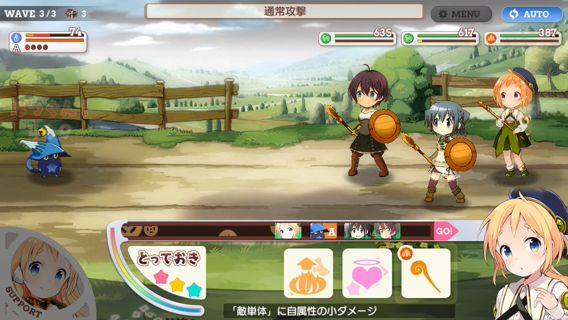 WAVE 3/3 3
通常攻撃
MENU
AUTO
74
A
635
617
387
A
GO!
とっておき
SUPPORT
「敵単体」に自属性の小ダメージ